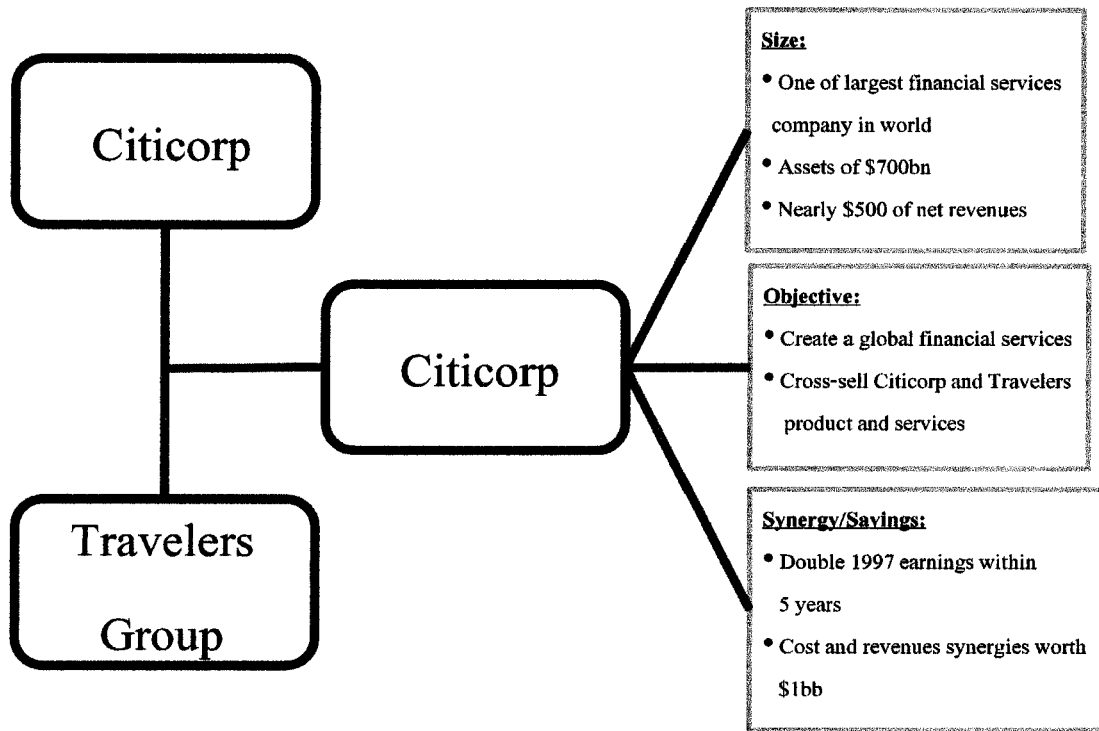 Citicorp
Travelers
Group
Citicorp
Size:
• One of largest financial services
company in world
• Assets of $700bn
• Nearly $500 of net revenues
Objective:
• Create a global financial services
• Cross-sell Citicorp and Travelers
product and services
Synergy/Savings:
• Double 1997 earnings within
5 years
• Cost and revenues synergies worth
$1bb